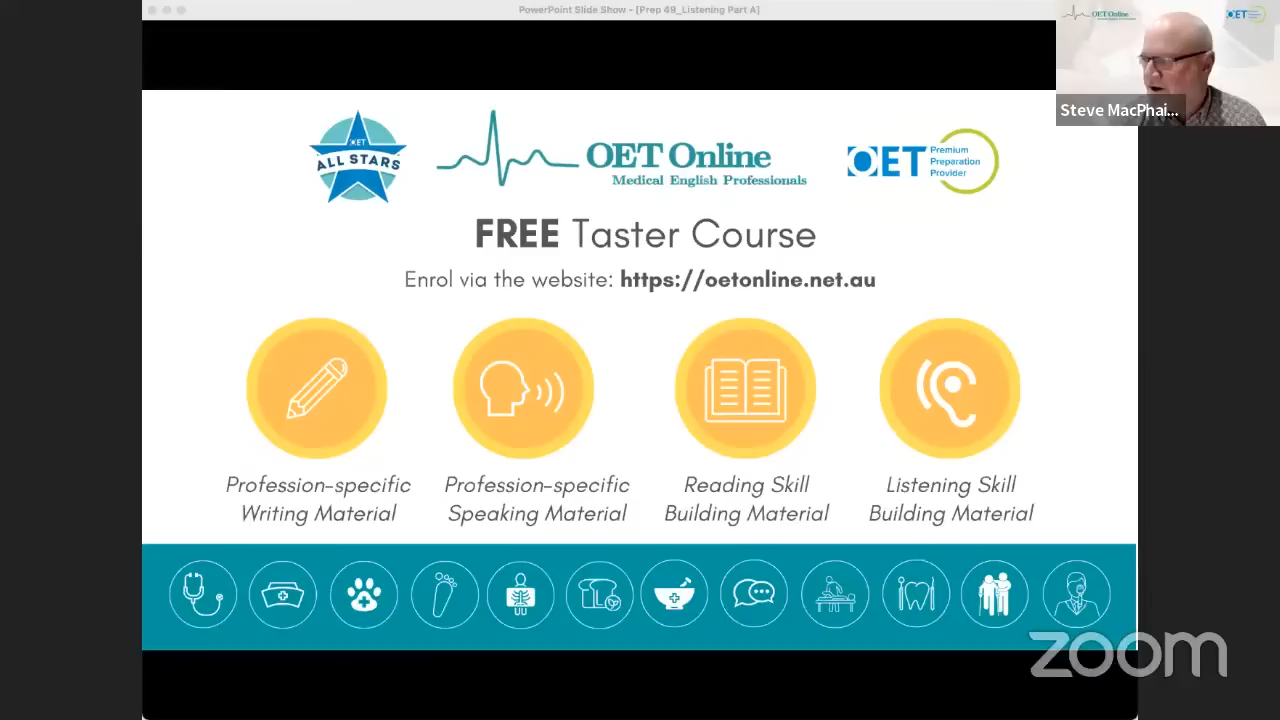 PowerPoint Slide Show - [Prep 49_Listening Part A]
OET Online
OET
Steve MacPhai...
OET
ALL STARS
OET Online
Medical English Professionals
OET
Premium
Preparation
Provider
FREE Taster Course
Enrol via the website: https://oetonline.net.au
Profession-specific
Writing Material
Profession-specific
Speaking Material
Reading Skill
Building Material
Listening Skill
Building Material
zoom